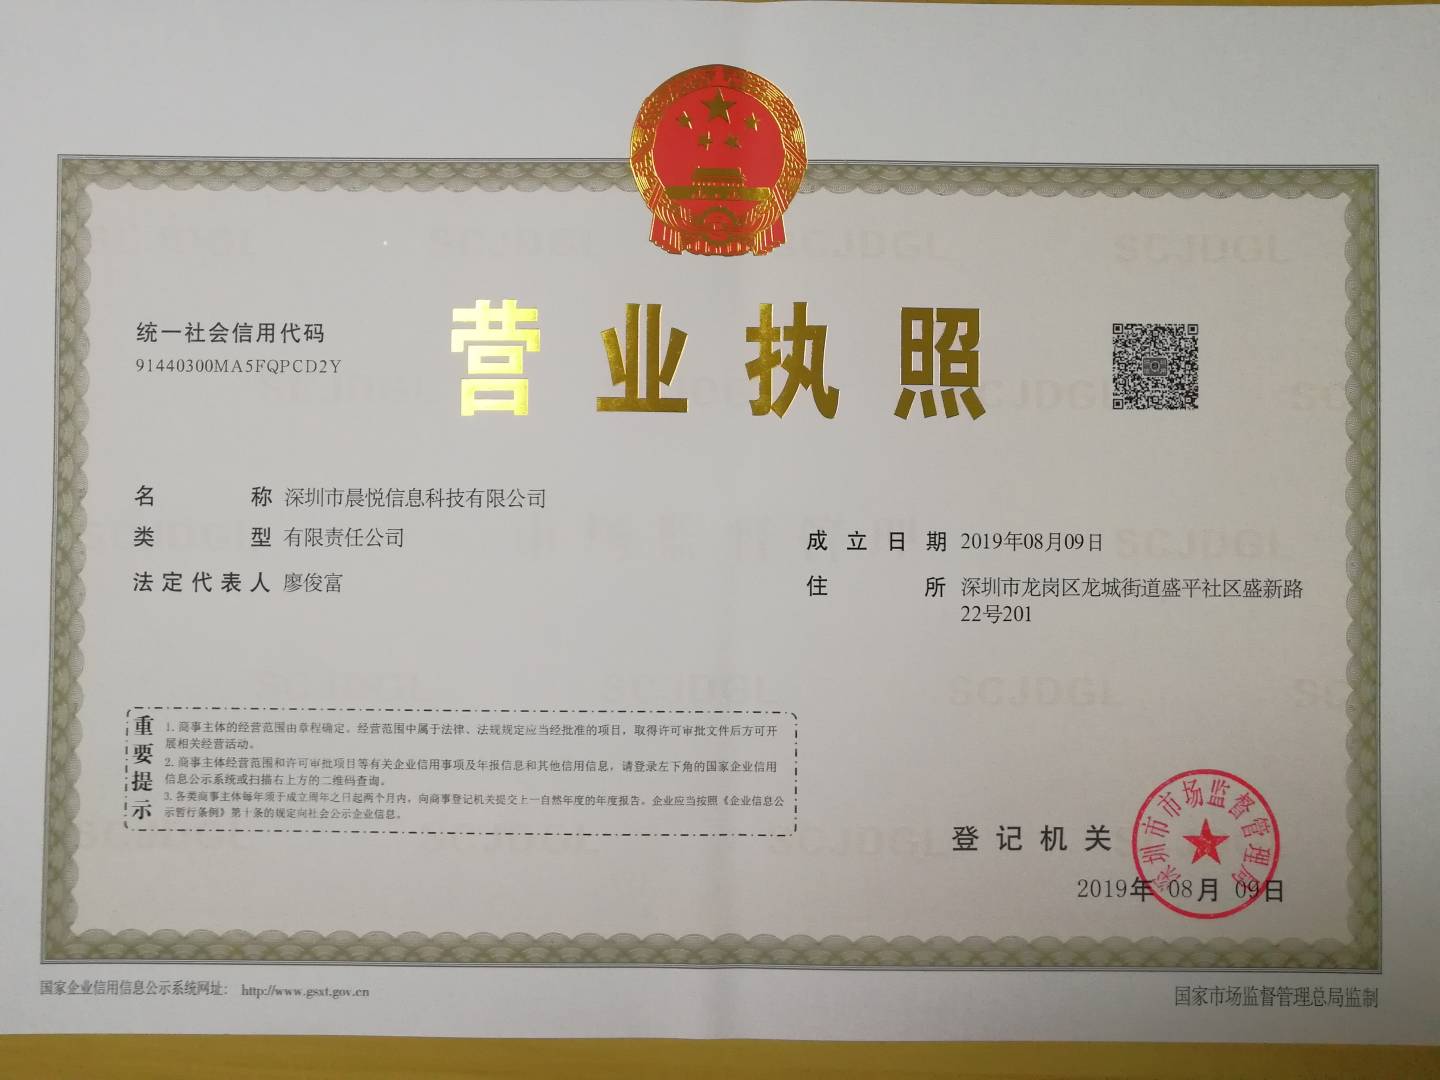 营业执照
统一社会信用代码
91440300MA5FQPCD2Y
名称 深圳市晨悦信息科技有限公司
类型 有限责任公司
法定代表人 廖俊富
成立日期 2019年08月09日
住所 深圳市龙岗区龙城街道盛平社区盛新路
22号201
重要提示
1. 商事主体的经营范围由章程确定。经营范围中属于法律、法规规定应当经批准的项目，取得许可审批文件后方可开
展相关经营活动。
2. 商事主体经营范围和许可审批项目等有关企业信用事项及年报信息和其他信用信息，请登录左下角的国家企业信用
信息公示系统或扫描右上方的二维码查询。
3. 各类商事主体每年须于成立周年之日起两个月内，向商事登记机关提交上一自然年度的年度报告。企业应当按照《企业信息公
示暂行条例》第十条的规定向社会公示企业信息。
登记机关
深圳市市场监督管理局
2019年 08月 09日
国家企业信用信息公示系统网址： http://www.gsxt.gov.cn
国家市场监督管理总局监制
SCJDGL